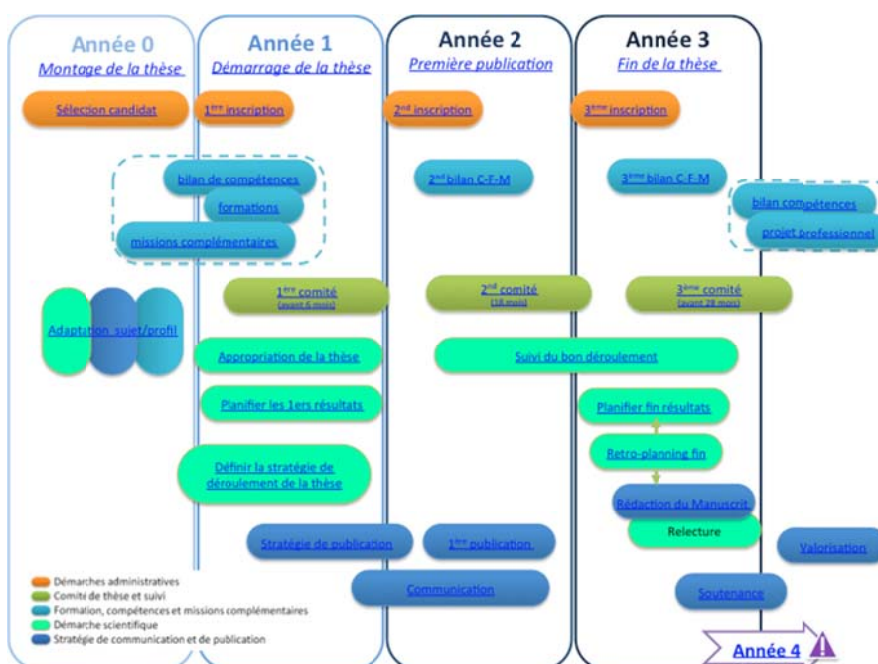 Année 0
Montage de la thèse
Année 1
Démarrage de la thèse
Année 2
Première publication
Année 3
Fin de la thèse
Sélection candidat
1ère inscription
2nd inscription
3ème inscription
bilan de compétences
formations
missions complémentaires
2nd bilan C-F-M
3ème bilan C-F-M
bilan compétences
projet professionnel
1ère comité
(avant 6 mois)
2nd comité
(18 mois)
3ème comité
(avant 28 mois)
Adaptation sujet/profil
Appropriation de la thèse
Suivi du bon déroulement
Planifier les 1ers résultats
Planifier fin résultats
Définir la stratégie de
déroulement de la thèse
Retro-planning fin
Rédaction du Manuscrit
Relecture
Stratégie de publication
1ère publication
Valorisation
Communication
Soutenance
Démarches administratives
Comité de thèse et suivi
Formation, compétences et missions complémentaires
Démarche scientifique
Stratégie de communication et de publication
Année 4